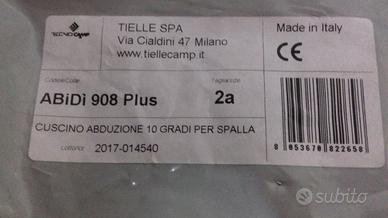 TECNOCAMP
TIELLE SPA
Via Cialdini 47 Milano
www.tiellecamp.it
Made in Italy
CE
Codice/Code
ABiDì 908 Plus
Taglia/size
2a
CUSCINO ABDUZIONE 10 GRADI PER SPALLA
Lotto/lot 2017-014540
8 053670 822658
subito